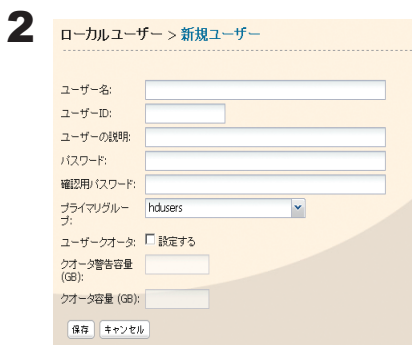 2
ローカルユーザー > 新規ユーザー
ユーザー名:
ユーザーID:
ユーザーの説明:
パスワード:
確認用パスワード:
プライマリグルー
プ:
hdusers
ユーザークオータ: 設定する
クオータ警告容量
(GB):
クオータ容量 (GB):
保存 キャンセル